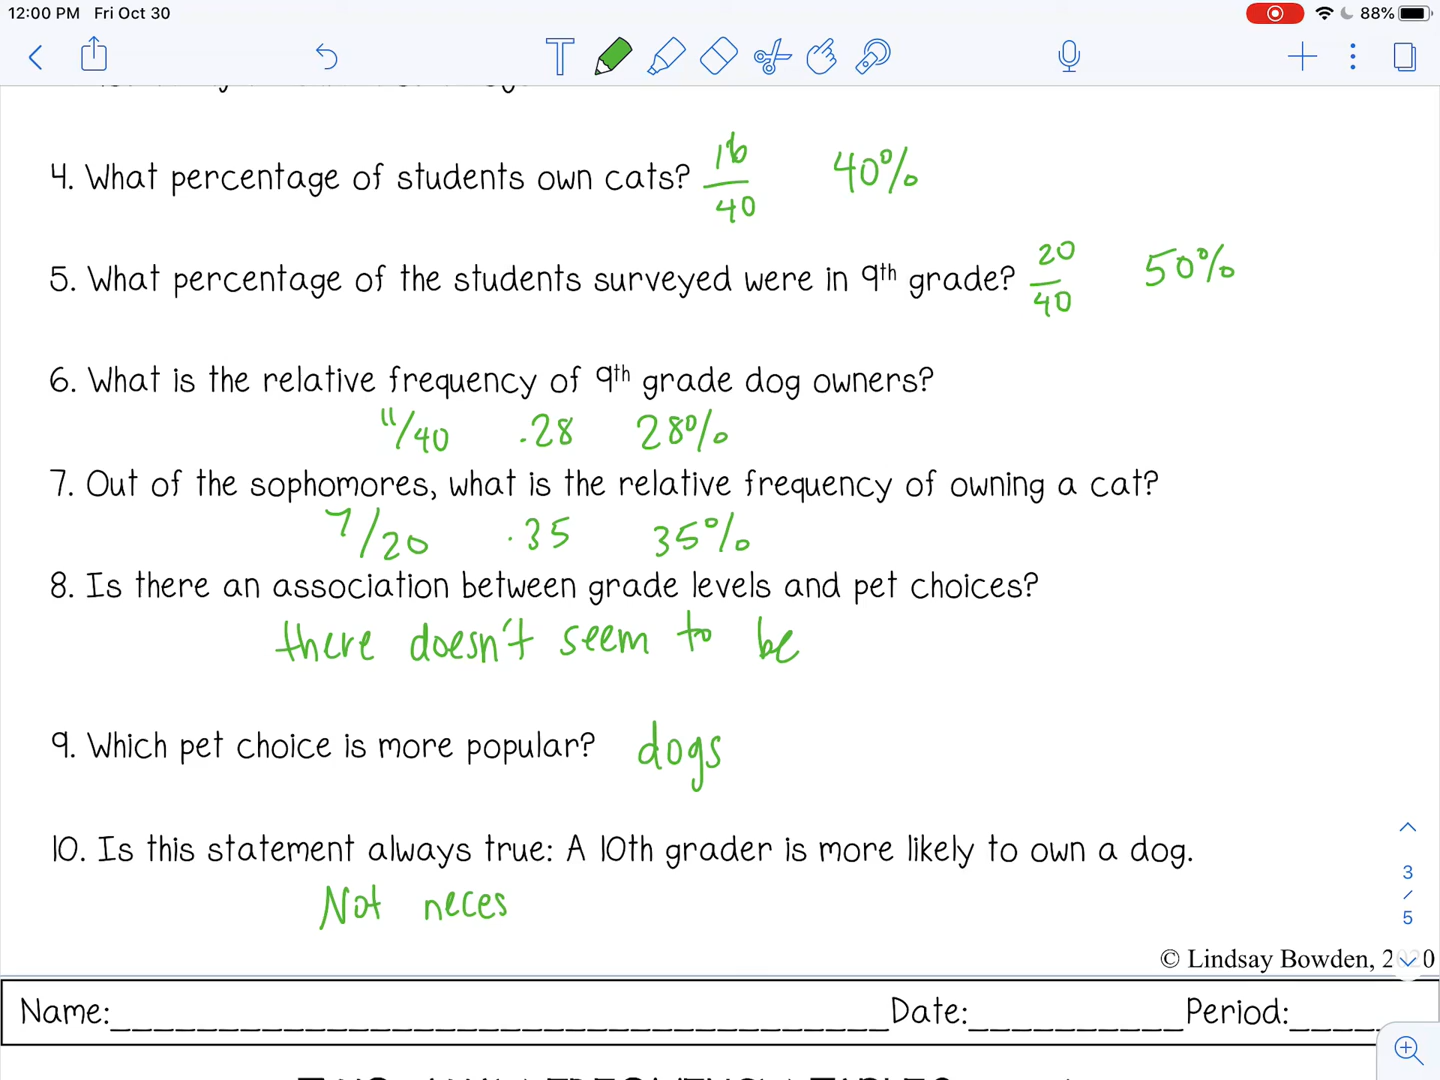 12:00 PM Fri Oct 30 88%
4. What percentage of students own cats? 16/40 40%
5. What percentage of the students surveyed were in 9th grade? 20/40 50%
6. What is the relative frequency of 9th grade dog owners?
11/40 .28 28%
7. Out of the sophomores, what is the relative frequency of owning a cat?
7/20 .35 35%
8. Is there an association between grade levels and pet choices?
there doesn't seem to be
9. Which pet choice is more popular? dogs
10. Is this statement always true: A 10th grader is more likely to own a dog.
Not neces
3
/
5
© Lindsay Bowden, 2020
Name: Date: Period: